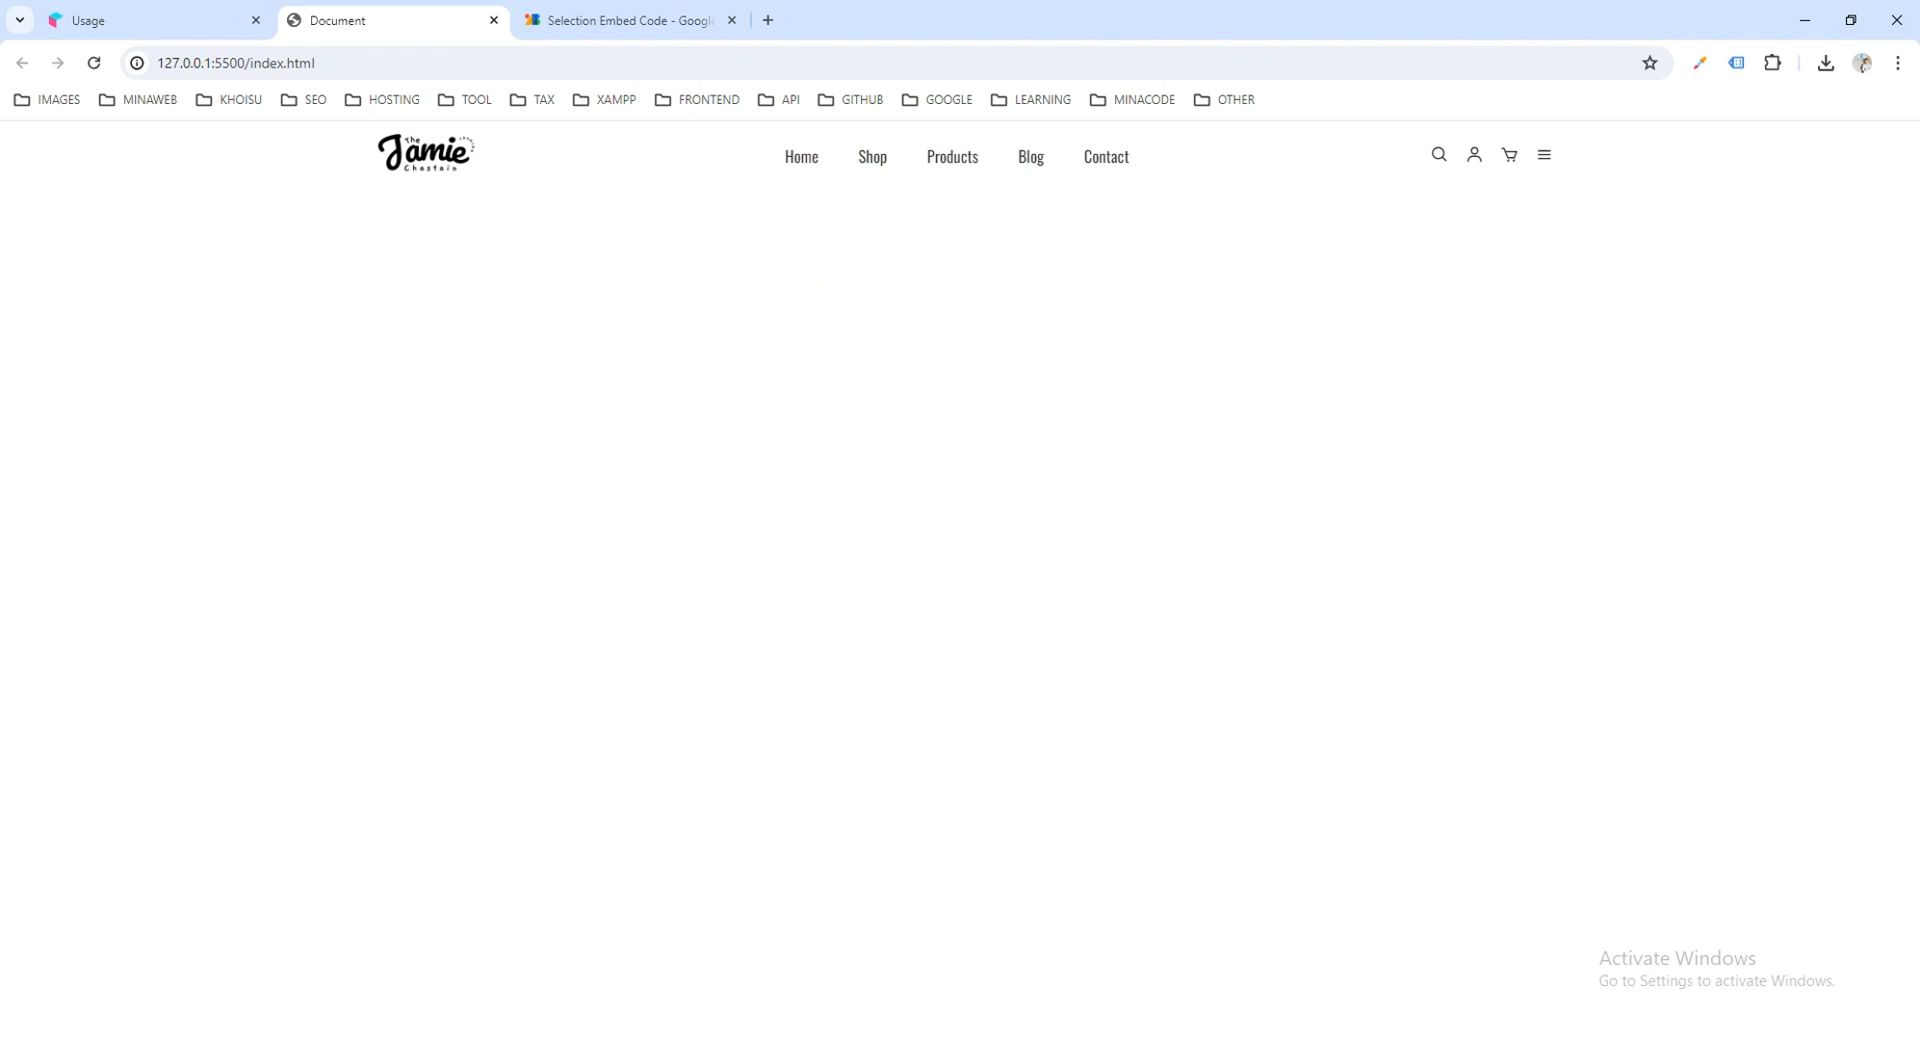 Usage
Document
Selection Embed Code - Googl
127.0.0.1:5500/index.html
IMAGES
MINAWEB
KHOISU
SEO
HOSTING
TOOL
TAX
XAMPP
FRONTEND
API
GITHUB
GOOGLE
LEARNING
MINACODE
OTHER
The
Jamie
Chastain
Home
Shop
Products
Blog
Contact
Activate Windows
Go to Settings to activate Windows.